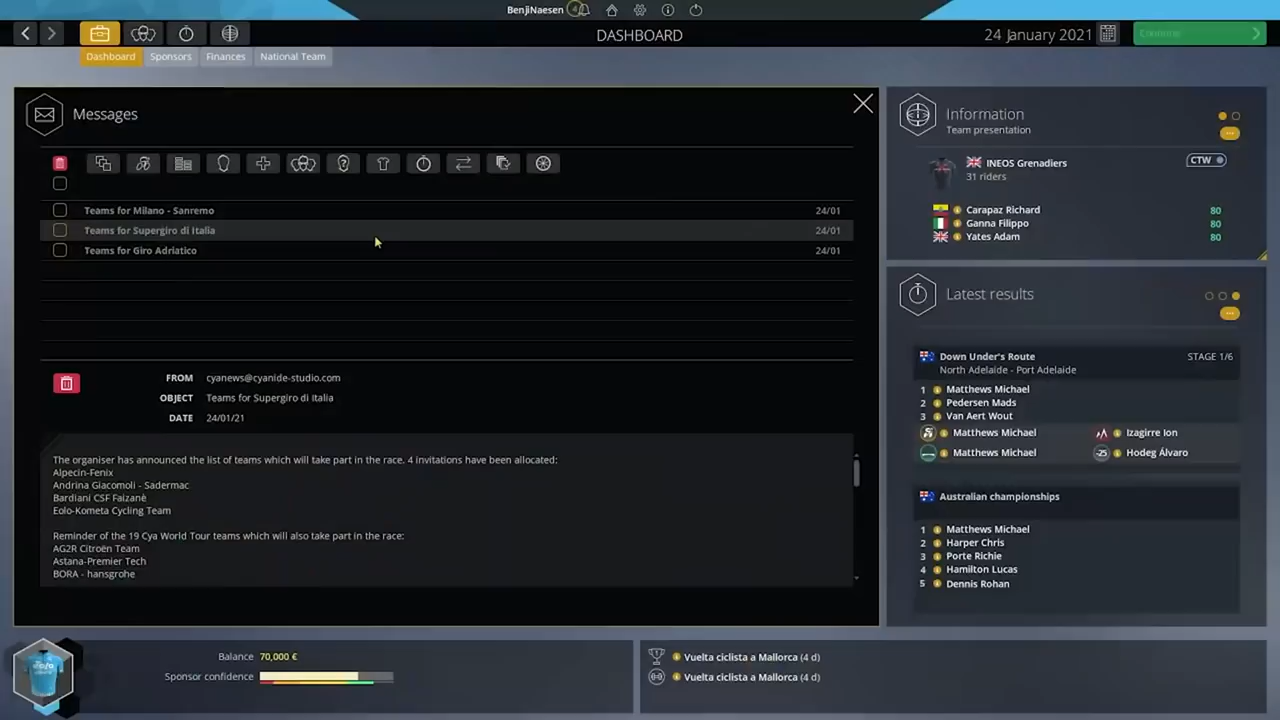 BenjiNaesen
DASHBOARD
24 January 2021
Continue
Dashboard
Sponsors
Finances
National Team
Messages
Teams for Milano - Sanremo 24/01
Teams for Supergiro di Italia 24/01
Teams for Giro Adriatico 24/01
FROM cyanews@cyanide-studio.com
OBJECT Teams for Supergiro di Italia
DATE 24/01/21
The organiser has announced the list of teams which will take part in the race. 4 invitations have been allocated:
Alpecin-Fenix
Andrina Giacomoli - Sadermac
Bardiani CSF Faizanè
Eolo-Kometa Cycling Team
Reminder of the 19 Cya World Tour teams which will also take part in the race:
AG2R Citroën Team
Astana-Premier Tech
BORA - hansgrohe
Information
Team presentation
INEOS Grenadiers
31 riders
CTW
Carapaz Richard 80
Ganna Filippo 80
Yates Adam 80
Latest results
Down Under's Route STAGE 1/6
North Adelaide - Port Adelaide
1 Matthews Michael
2 Pedersen Mads
3 Van Aert Wout
Matthews Michael Izagirre Ion
Matthews Michael -25 Hodeg Álvaro
Australian championships
1 Matthews Michael
2 Harper Chris
3 Porte Richie
4 Hamilton Lucas
5 Dennis Rohan
Balance 70,000 €
Sponsor confidence
Vuelta ciclista a Mallorca (4 d)
Vuelta ciclista a Mallorca (4 d)